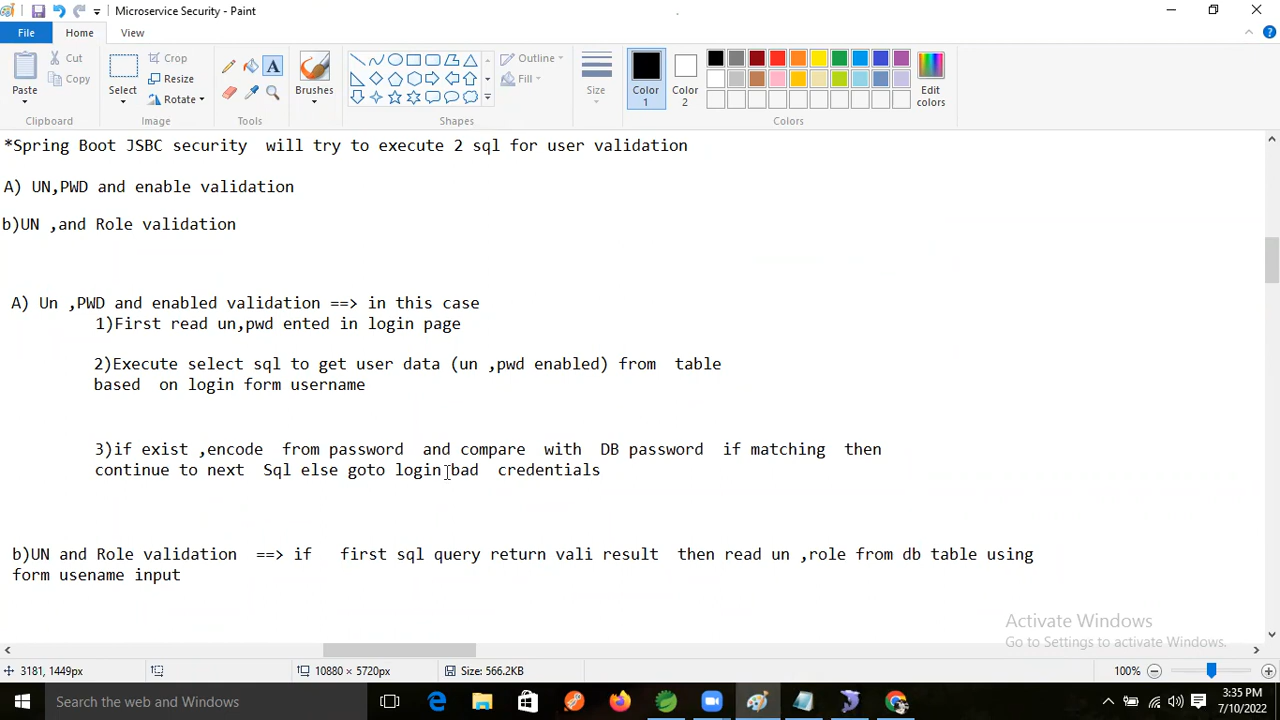 Microservice Security - Paint
File Home View
Paste
Cut
Copy
Clipboard
Select
Crop
Resize
Rotate
Image
A
Tools
Brushes
Outline
Fill
Shapes
Size
Color 1
Color 2
Edit colors
Colors
*Spring Boot JSBC security will try to execute 2 sql for user validation
A) UN,PWD and enable validation
b)UN ,and Role validation
A) Un ,PWD and enabled validation ==> in this case
1)First read un,pwd ented in login page
2)Execute select sql to get user data (un ,pwd enabled) from table
based on login form username
3)if exist ,encode from password and compare with DB password if matching then
continue to next Sql else goto login bad credentials
b)UN and Role validation ==> if first sql query return vali result then read un ,role from db table using
form usename input
Activate Windows
Go to Settings to activate Windows.
3181, 1449px
10880 × 5720px
Size: 566.2KB
100%
Search the web and Windows
3:35 PM
7/10/2022